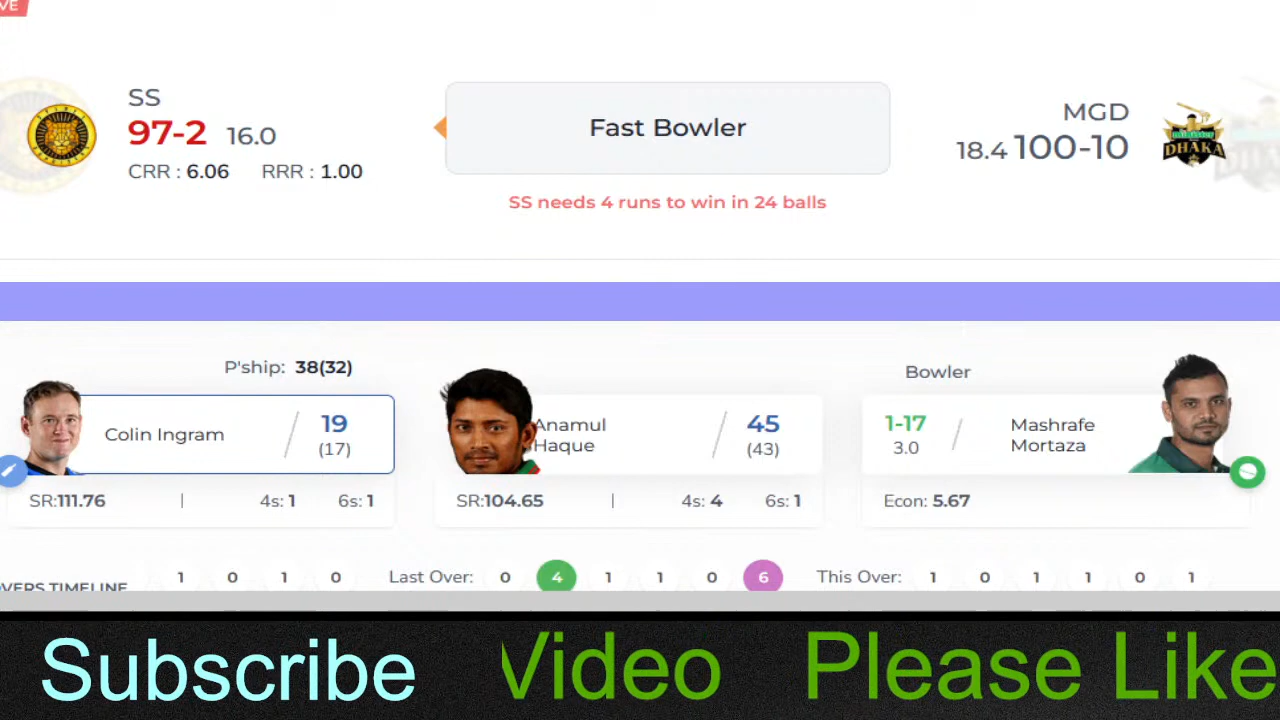 VE
SS
97-2 16.0
CRR : 6.06 RRR : 1.00
Fast Bowler
SS needs 4 runs to win in 24 balls
MGD
18.4 100-10
DHAKA
P'ship: 38(32)
Colin Ingram
19
(17)
SR:111.76 | 4s: 1 6s: 1
Anamul
Haque
45
(43)
SR:104.65 | 4s: 4 6s: 1
Bowler
1-17
3.0
Mashrafe
Mortaza
Econ: 5.67
OVERS TIMELINE 1 0 1 0 Last Over: 0 4 1 1 0 6 This Over: 1 0 1 1 0 1
Subscribe Video Please Like